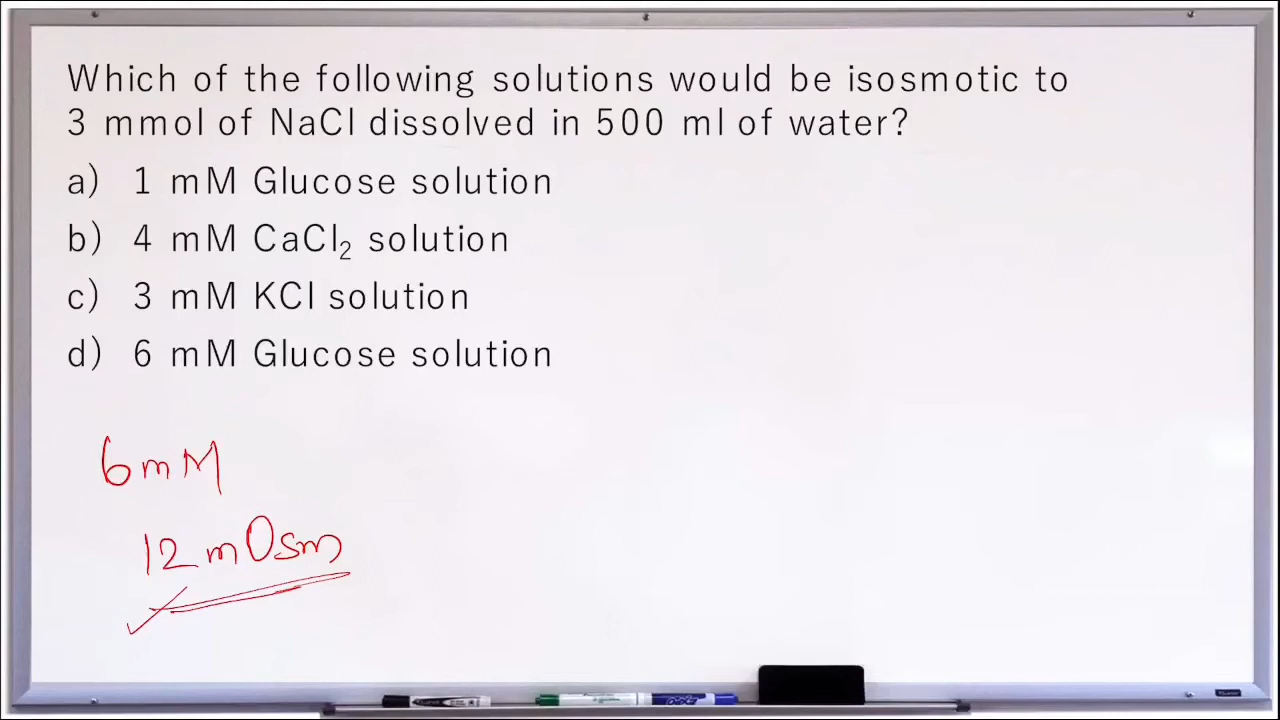 Which of the following solutions would be isosmotic to
3 mmol of NaCl dissolved in 500 ml of water?
a) 1 mM Glucose solution
b) 4 mM CaCl₂ solution
c) 3 mM KCl solution
d) 6 mM Glucose solution
6mM
12 mOsm